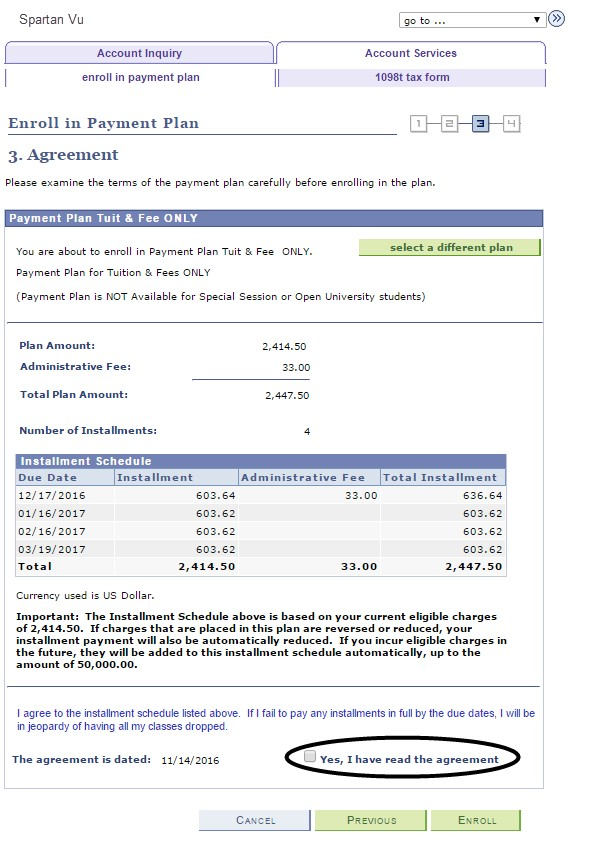 Spartan Vu
go to ...
Account Inquiry
Account Services
enroll in payment plan
1098t tax form
Enroll in Payment Plan
1 2 3 4
3. Agreement
Please examine the terms of the payment plan carefully before enrolling in the plan.
Payment Plan Tuit & Fee ONLY
You are about to enroll in Payment Plan Tuit & Fee ONLY.
select a different plan
Payment Plan for Tuition & Fees ONLY
(Payment Plan is NOT Available for Special Session or Open University students)
Plan Amount: 2,414.50
Administrative Fee: 33.00
Total Plan Amount: 2,447.50
Number of Installments: 4
Installment Schedule
Due Date Installment Administrative Fee Total Installment
12/17/2016 603.64 33.00 636.64
01/16/2017 603.62 603.62
02/16/2017 603.62 603.62
03/19/2017 603.62 603.62
Total 2,414.50 33.00 2,447.50
Currency used is US Dollar.
Important: The Installment Schedule above is based on your current eligible charges
of 2,414.50. If charges that are placed in this plan are reversed or reduced, your
installment payment will also be automatically reduced. If you incur eligible charges in
the future, they will be added to this installment schedule automatically, up to the
amount of 50,000.00.
I agree to the installment schedule listed above. If I fail to pay any installments in full by the due dates, I will be
in jeopardy of having all my classes dropped.
The agreement is dated: 11/14/2016
Yes, I have read the agreement
CANCEL
PREVIOUS
ENROLL